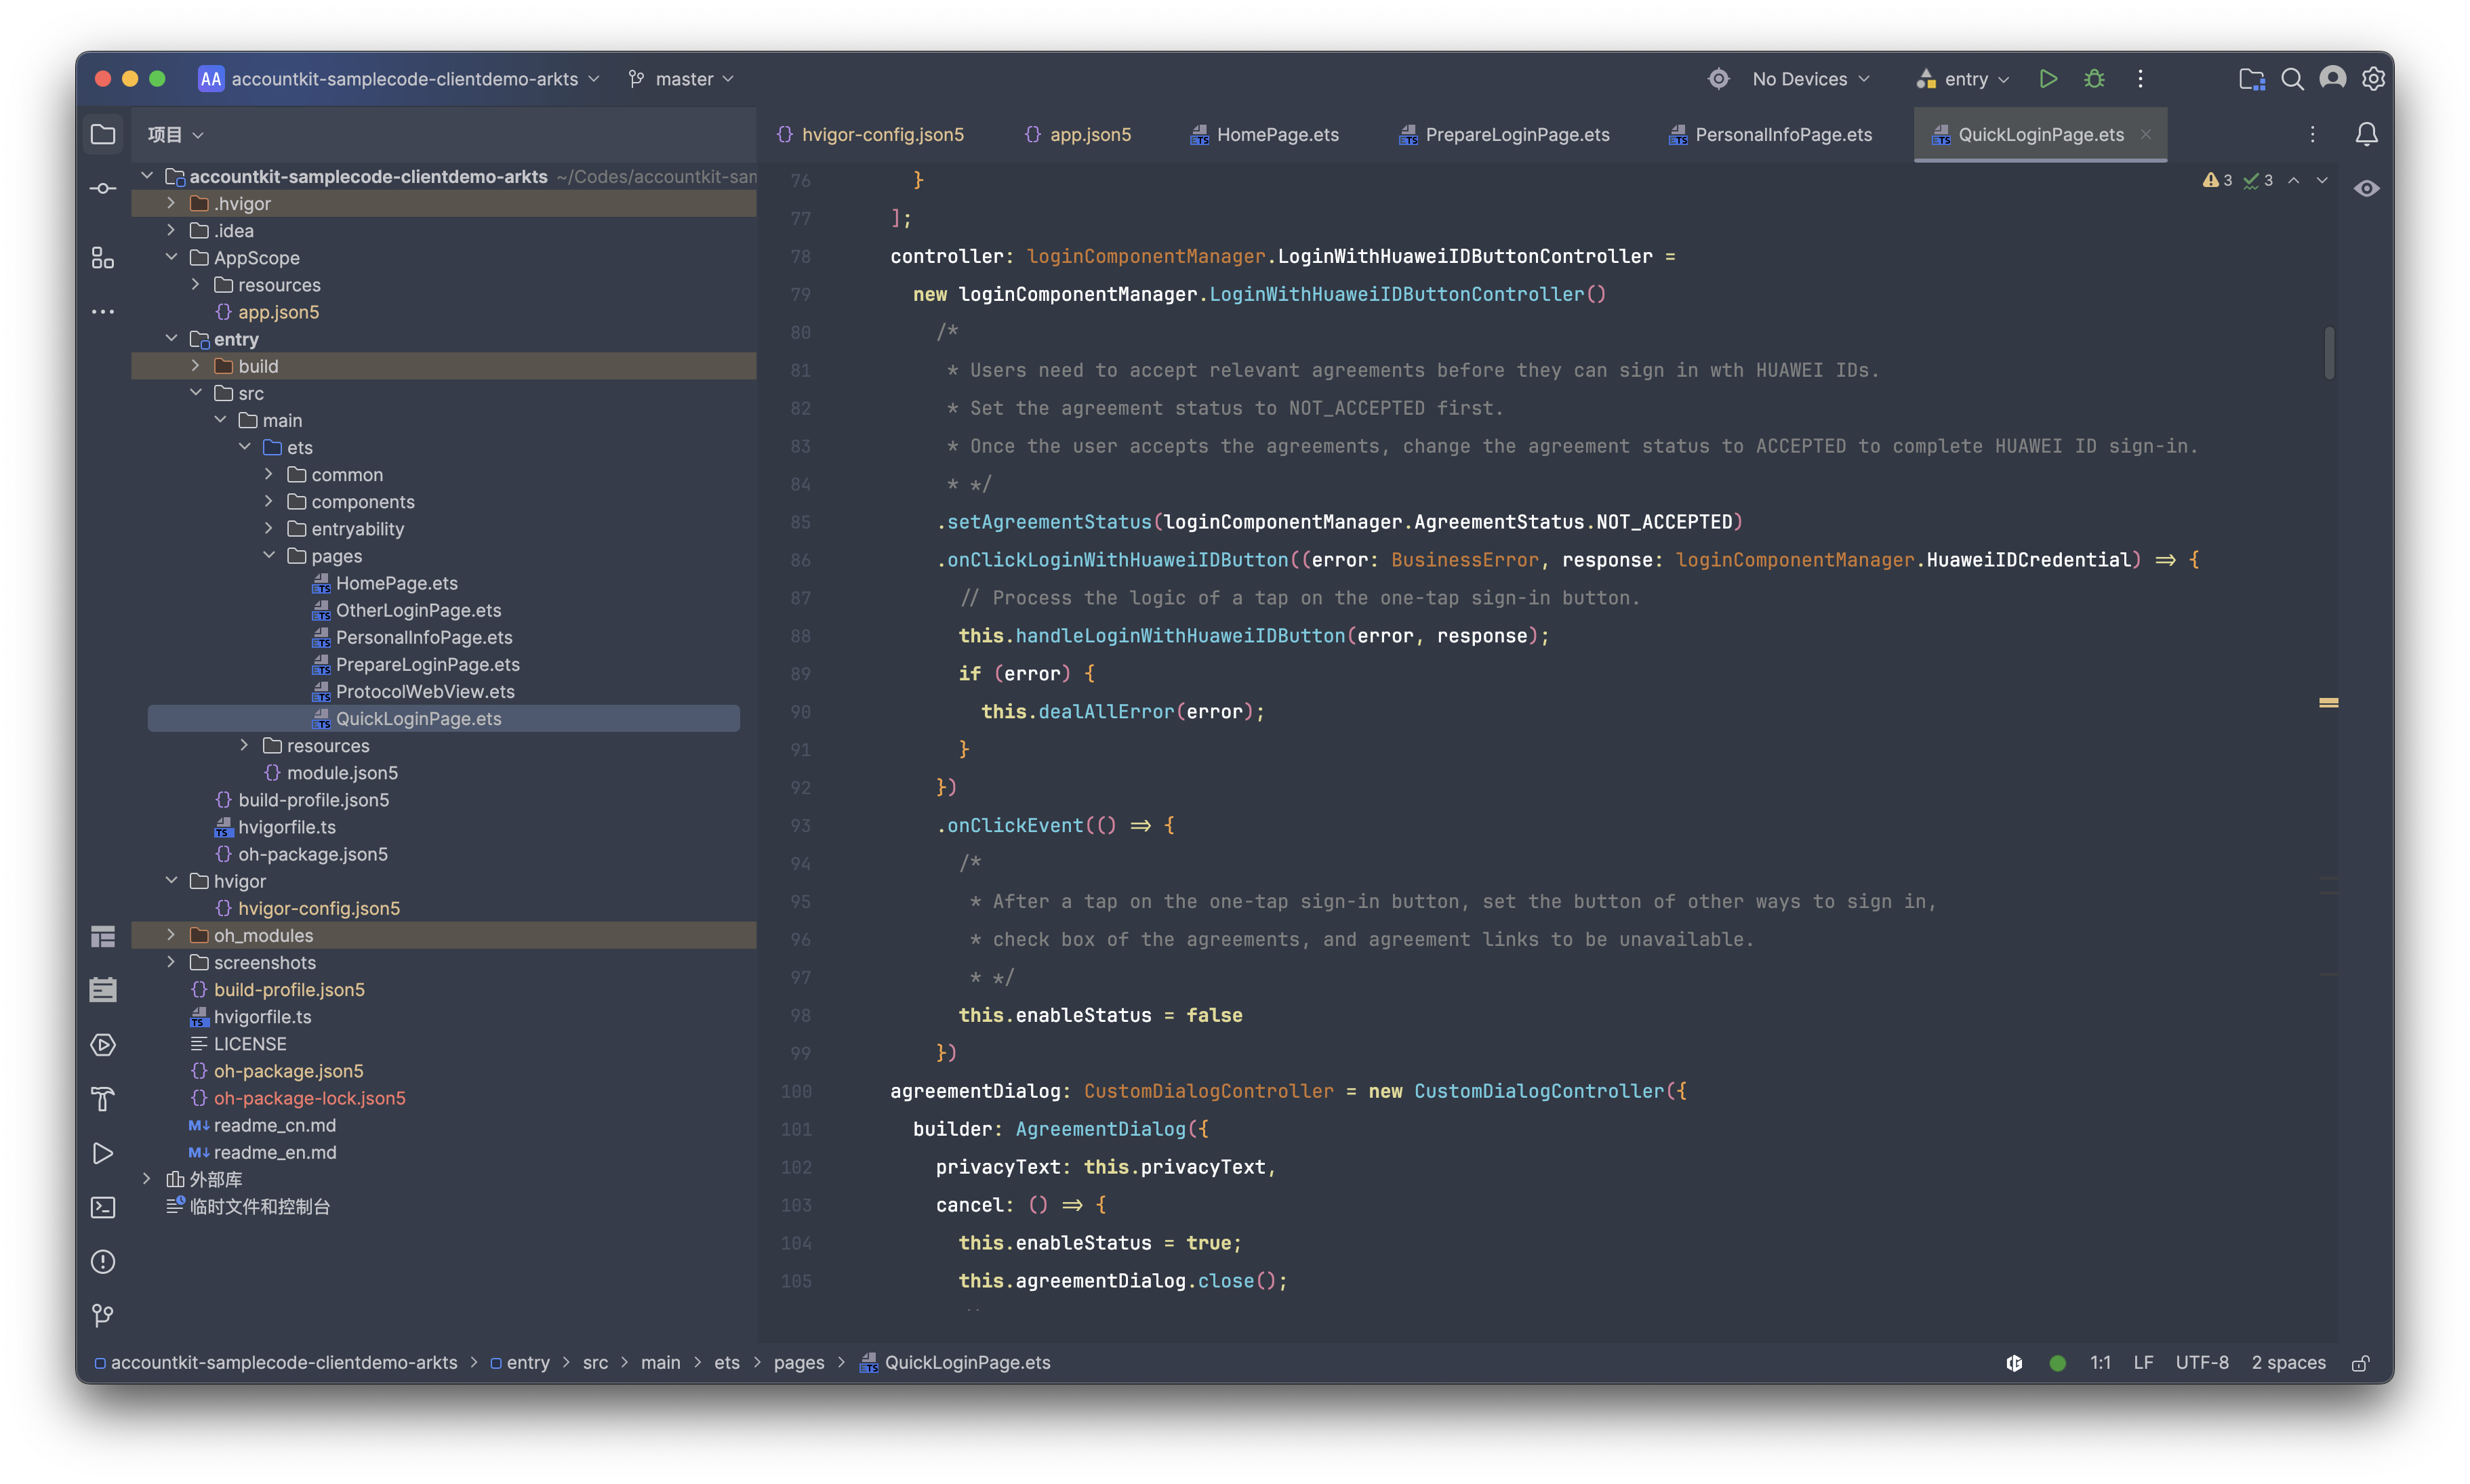 AA accountkit-samplecode-clientdemo-arkts master No Devices entry
项目
accountkit-samplecode-clientdemo-arkts ~/Codes/accountkit-sam
.hvigor
.idea
AppScope
resources
{} app.json5
entry
build
src
main
ets
common
components
entryability
pages
HomePage.ets
OtherLoginPage.ets
PersonalInfoPage.ets
PrepareLoginPage.ets
ProtocolWebView.ets
QuickLoginPage.ets
resources
{} module.json5
{} build-profile.json5
hvigorfile.ts
{} oh-package.json5
hvigor
{} hvigor-config.json5
oh_modules
screenshots
{} build-profile.json5
hvigorfile.ts
LICENSE
{} oh-package.json5
{} oh-package-lock.json5
M↓ readme_cn.md
M↓ readme_en.md
外部库
临时文件和控制台
{} hvigor-config.json5 {} app.json5 HomePage.ets PrepareLoginPage.ets PersonalInfoPage.ets QuickLoginPage.ets
3 3
76 }
77 ];
78 controller: loginComponentManager.LoginWithHuaweiIDButtonController =
79 new loginComponentManager.LoginWithHuaweiIDButtonController()
80 /*
81 * Users need to accept relevant agreements before they can sign in wth HUAWEI IDs.
82 * Set the agreement status to NOT_ACCEPTED first.
83 * Once the user accepts the agreements, change the agreement status to ACCEPTED to complete HUAWEI ID sign-in.
84 * */
85 .setAgreementStatus(loginComponentManager.AgreementStatus.NOT_ACCEPTED)
86 .onClickLoginWithHuaweiIDButton((error: BusinessError, response: loginComponentManager.HuaweiIDCredential) => {
87 // Process the logic of a tap on the one-tap sign-in button.
88 this.handleLoginWithHuaweiIDButton(error, response);
89 if (error) {
90 this.dealAllError(error);
91 }
92 })
93 .onClickEvent(() => {
94 /*
95 * After a tap on the one-tap sign-in button, set the button of other ways to sign in,
96 * check box of the agreements, and agreement links to be unavailable.
97 * */
98 this.enableStatus = false
99 })
100 agreementDialog: CustomDialogController = new CustomDialogController({
101 builder: AgreementDialog({
102 privacyText: this.privacyText,
103 cancel: () => {
104 this.enableStatus = true;
105 this.agreementDialog.close();
accountkit-samplecode-clientdemo-arkts > entry > src > main > ets > pages > QuickLoginPage.ets
1:1 LF UTF-8 2 spaces